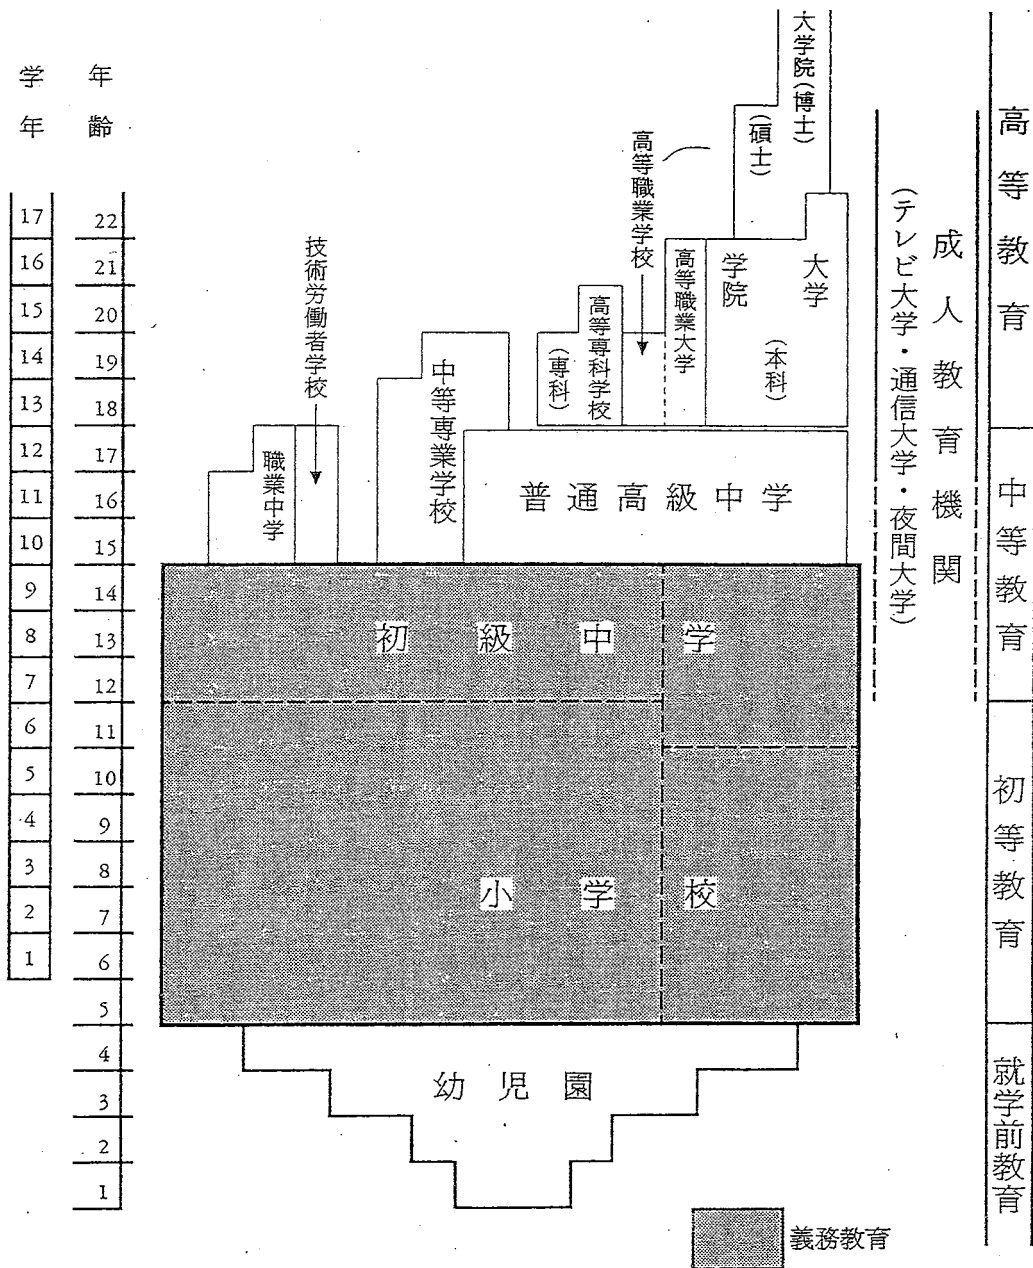 学年
年齢
17
16
15
14
13
12
11
10
9
8
7
6
5
4
3
2
1
22
21
20
19
18
17
16
15
14
13
12
11
10
9
8
7
6
5
4
3
2
1
技術労働者学校
職業中学
中等専業学校
(専科)
高等専科学校
高等職業学校
高等職業大学
(碩士)
大学院(博士)
学院
大学
(本科)
普通高級中学
初級中学
小学校
幼児園
成人教育機関
(テレビ大学・通信大学・夜間大学)
高等教育
中等教育
初等教育
就学前教育
義務教育